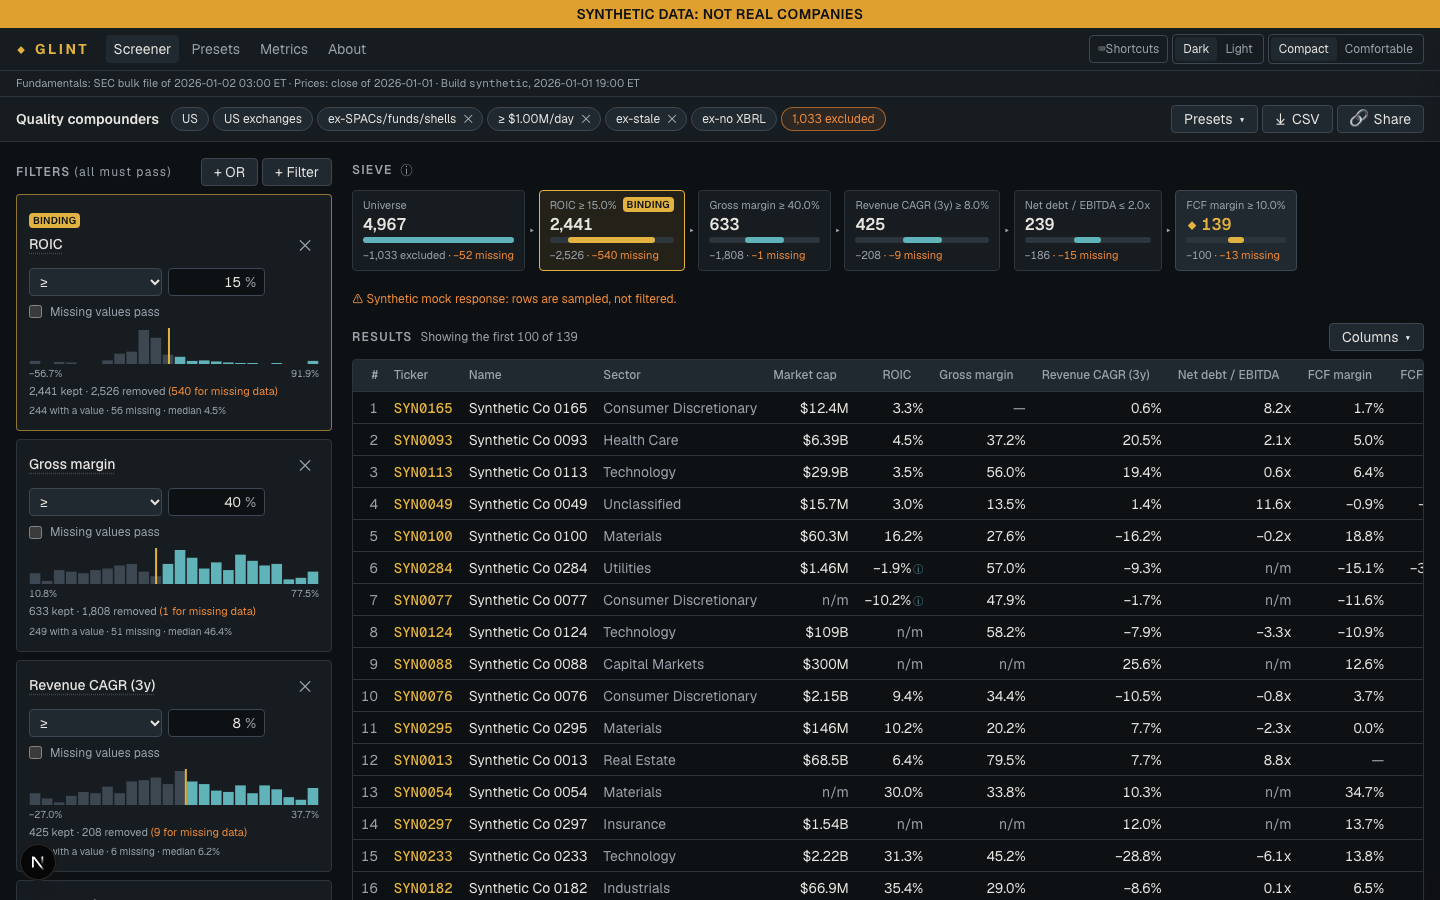 SYNTHETIC DATA: NOT REAL COMPANIES
◆ GLINT Screener Presets Metrics About Shortcuts Dark Light Compact Comfortable
Fundamentals: SEC bulk file of 2026-01-02 03:00 ET · Prices: close of 2026-01-01 · Build synthetic, 2026-01-01 19:00 ET
Quality compounders US US exchanges ex-SPACs/funds/shells × ≥ $1.00M/day × ex-stale × ex-no XBRL 1,033 excluded Presets ▾ ↓ CSV Share
FILTERS (all must pass) + OR + Filter
BINDING
ROIC ×
≥ 15 %
Missing values pass
−56.7% 91.9%
2,441 kept · 2,526 removed (540 for missing data)
244 with a value · 56 missing · median 4.5%
Gross margin ×
≥ 40 %
Missing values pass
10.8% 77.5%
633 kept · 1,808 removed (1 for missing data)
249 with a value · 51 missing · median 46.4%
Revenue CAGR (3y) ×
≥ 8 %
Missing values pass
−27.0% 37.7%
425 kept · 208 removed (9 for missing data)
with a value · 6 missing · median 6.2%
N
SIEVE ⓘ
Universe
4,967
−1,033 excluded · −52 missing
ROIC ≥ 15.0% BINDING
2,441
−2,526 · −540 missing
Gross margin ≥ 40.0%
633
−1,808 · −1 missing
Revenue CAGR (3y) ≥ 8.0%
425
−208 · −9 missing
Net debt / EBITDA ≤ 2.0x
239
−186 · −15 missing
FCF margin ≥ 10.0%
◆ 139
−100 · −13 missing
⚠ Synthetic mock response: rows are sampled, not filtered.
RESULTS Showing the first 100 of 139 Columns ▾
# Ticker Name Sector Market cap ROIC Gross margin Revenue CAGR (3y) Net debt / EBITDA FCF margin FCF
1 SYN0165 Synthetic Co 0165 Consumer Discretionary $12.4M 3.3% — 0.6% 8.2x 1.7%
2 SYN0093 Synthetic Co 0093 Health Care $6.39B 4.5% 37.2% 20.5% 2.1x 5.0%
3 SYN0113 Synthetic Co 0113 Technology $29.9B 3.5% 56.0% 19.4% 0.6x 6.4%
4 SYN0049 Synthetic Co 0049 Unclassified $15.7M 3.0% 13.5% 1.4% 11.6x −0.9% −
5 SYN0100 Synthetic Co 0100 Materials $60.3M 16.2% 27.6% −16.2% −0.2x 18.8%
6 SYN0284 Synthetic Co 0284 Utilities $1.46M −1.9% ⓘ 57.0% −9.3% n/m −15.1% −3
7 SYN0077 Synthetic Co 0077 Consumer Discretionary n/m −10.2% ⓘ 47.9% −1.7% n/m −11.6%
8 SYN0124 Synthetic Co 0124 Technology $109B n/m 58.2% −7.9% −3.3x −10.9%
9 SYN0088 Synthetic Co 0088 Capital Markets $300M n/m n/m 25.6% n/m 12.6%
10 SYN0076 Synthetic Co 0076 Consumer Discretionary $2.15B 9.4% 34.4% −10.5% −0.8x 3.7%
11 SYN0295 Synthetic Co 0295 Materials $146M 10.2% 20.2% 7.7% −2.3x 0.0%
12 SYN0013 Synthetic Co 0013 Real Estate $68.5B 6.4% 79.5% 7.7% 8.8x —
13 SYN0054 Synthetic Co 0054 Materials n/m 30.0% 33.8% 10.3% n/m 34.7%
14 SYN0297 Synthetic Co 0297 Insurance $1.54B n/m n/m 12.0% n/m 13.7%
15 SYN0233 Synthetic Co 0233 Technology $2.22B 31.3% 45.2% −28.8% −6.1x 13.8%
16 SYN0182 Synthetic Co 0182 Industrials $66.9M 35.4% 29.0% −8.6% 0.1x 6.5%